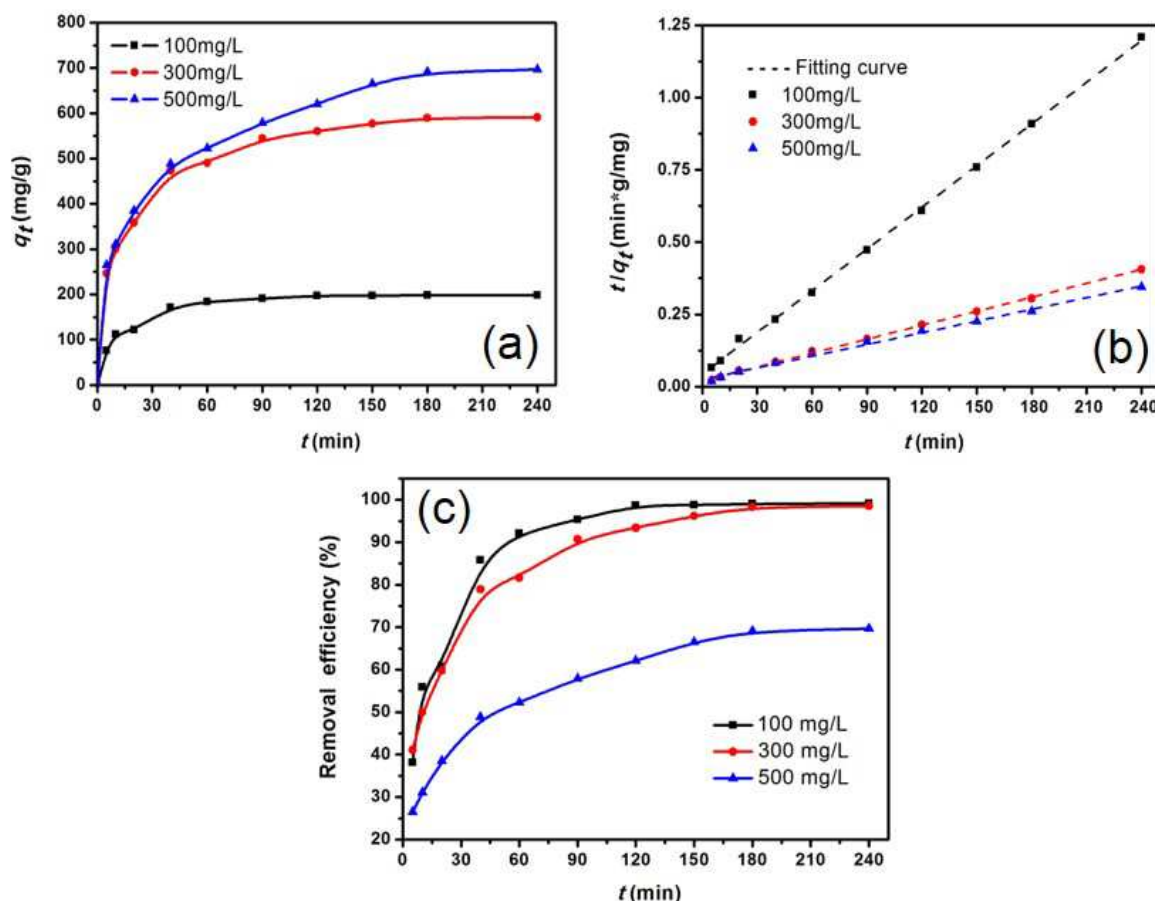 800
700
600
500
400
300
200
100
0
qt (mg/g)
100mg/L
300mg/L
500mg/L
(a)
0 30 60 90 120 150 180 210 240
t (min)
1.25
1.00
0.75
0.50
0.25
0.00
t/qt (min*g/mg)
Fitting curve
100mg/L
300mg/L
500mg/L
(b)
0 30 60 90 120 150 180 210 240
t (min)
100
90
80
70
60
50
40
30
20
Removal efficiency (%)
(c)
100 mg/L
300 mg/L
500 mg/L
0 30 60 90 120 150 180 210 240
t (min)